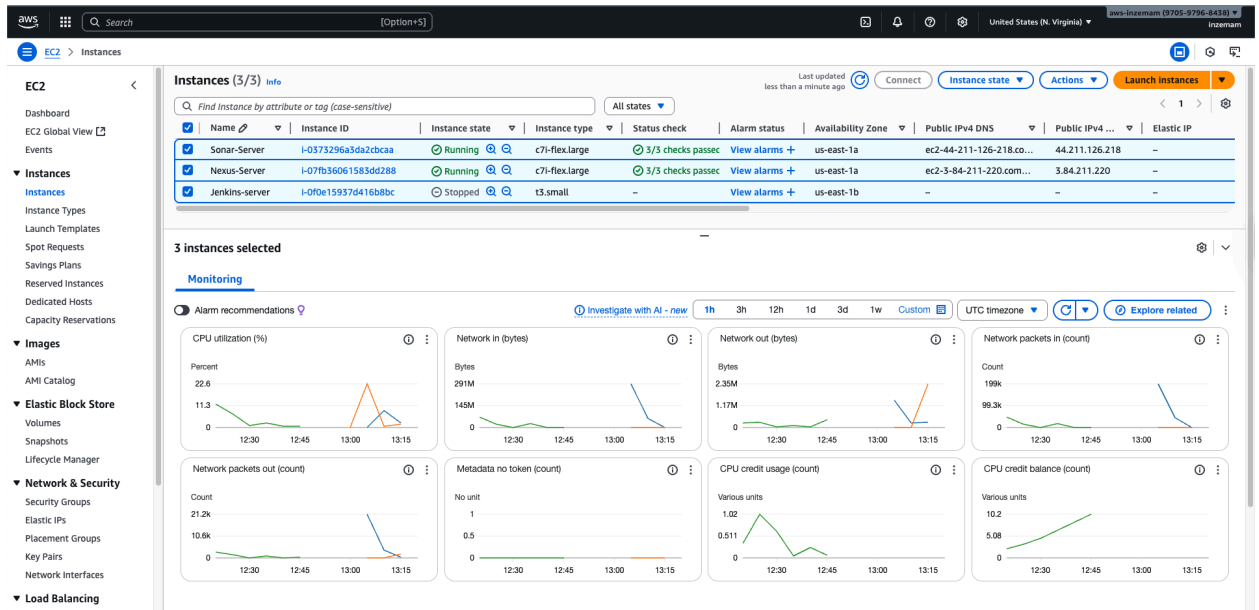 aws
Search [Option+S]
United States (N. Virginia)
aws-inzemam (9705-9796-8438)
inzemam
EC2 > Instances
EC2
Dashboard
EC2 Global View
Events
Instances
Instances
Instance Types
Launch Templates
Spot Requests
Savings Plans
Reserved Instances
Dedicated Hosts
Capacity Reservations
Images
AMIs
AMI Catalog
Elastic Block Store
Volumes
Snapshots
Lifecycle Manager
Network & Security
Security Groups
Elastic IPs
Placement Groups
Key Pairs
Network Interfaces
Load Balancing
Instances (3/3) Info
Last updated
less than a minute ago
Connect
Instance state
Actions
Launch instances
Find Instance by attribute or tag (case-sensitive)
All states
1
Name Instance ID Instance state Instance type Status check Alarm status Availability Zone Public IPv4 DNS Public IPv4 ... Elastic IP
Sonar-Server i-0373296a3da2cbcaa Running c7i-flex.large 3/3 checks passec View alarms + us-east-1a ec2-44-211-126-218.co... 44.211.126.218 –
Nexus-Server i-07fb36061583dd288 Running c7i-flex.large 3/3 checks passec View alarms + us-east-1a ec2-3-84-211-220.com... 3.84.211.220 –
Jenkins-server i-0f0e15937d416b8bc Stopped t3.small – View alarms + us-east-1b – – –
3 instances selected
Monitoring
Alarm recommendations
Investigate with AI - new
1h 3h 12h 1d 3d 1w Custom
UTC timezone
Explore related
CPU utilization (%)
Percent
22.6
11.3
0
12:30 12:45 13:00 13:15
Network in (bytes)
Bytes
291M
145M
0
12:30 12:45 13:00 13:15
Network out (bytes)
Bytes
2.35M
1.17M
0
12:30 12:45 13:00 13:15
Network packets in (count)
Count
199k
99.3k
0
12:30 12:45 13:00 13:15
Network packets out (count)
Count
21.2k
10.6k
0
12:30 12:45 13:00 13:15
Metadata no token (count)
No unit
1
0.5
0
12:30 12:45 13:00 13:15
CPU credit usage (count)
Various units
1.02
0.511
0
12:30 12:45 13:00 13:15
CPU credit balance (count)
Various units
10.2
5.08
0
12:30 12:45 13:00 13:15